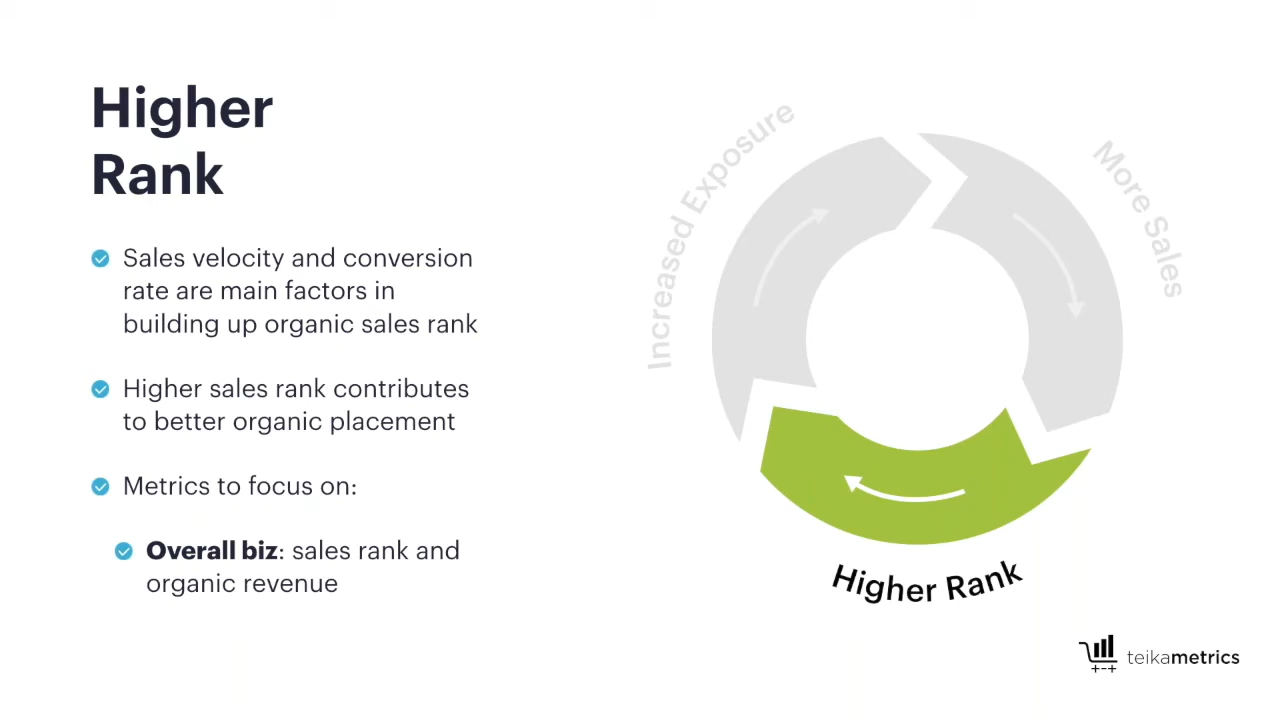 Higher
Rank
Sales velocity and conversion
rate are main factors in
building up organic sales rank
Higher sales rank contributes
to better organic placement
Metrics to focus on:
Overall biz: sales rank and
organic revenue
Increased Exposure
More Sales
Higher Rank
teikametrics